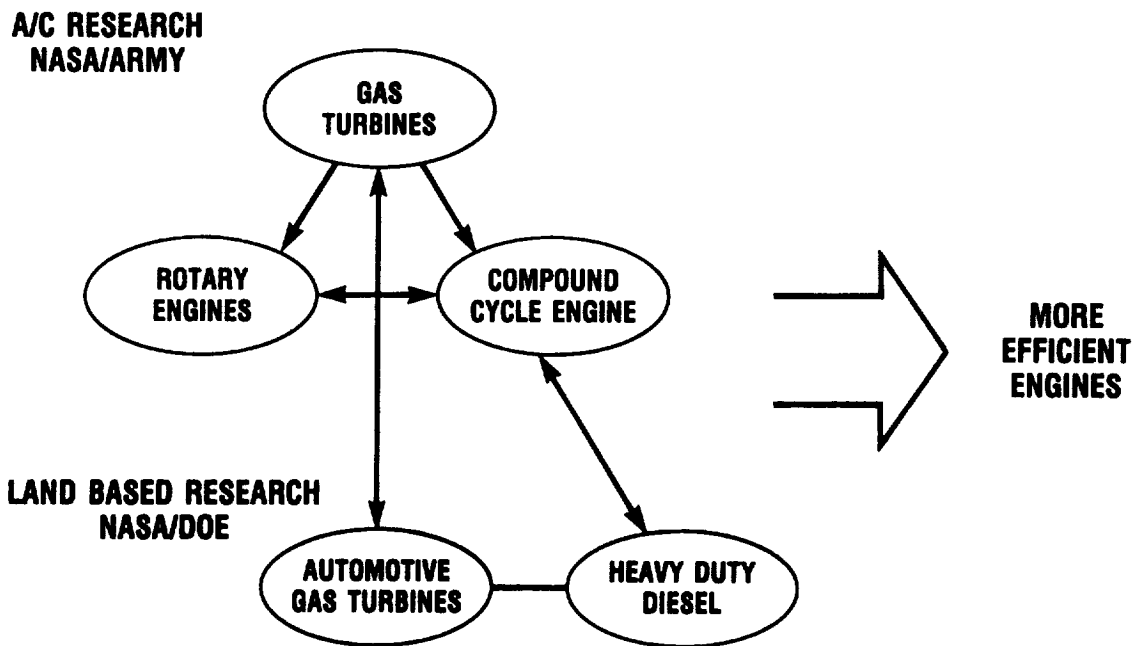 A/C RESEARCH
NASA/ARMY
GAS
TURBINES
ROTARY
ENGINES
COMPOUND
CYCLE ENGINE
MORE
EFFICIENT
ENGINES
LAND BASED RESEARCH
NASA/DOE
AUTOMOTIVE
GAS TURBINES
HEAVY DUTY
DIESEL